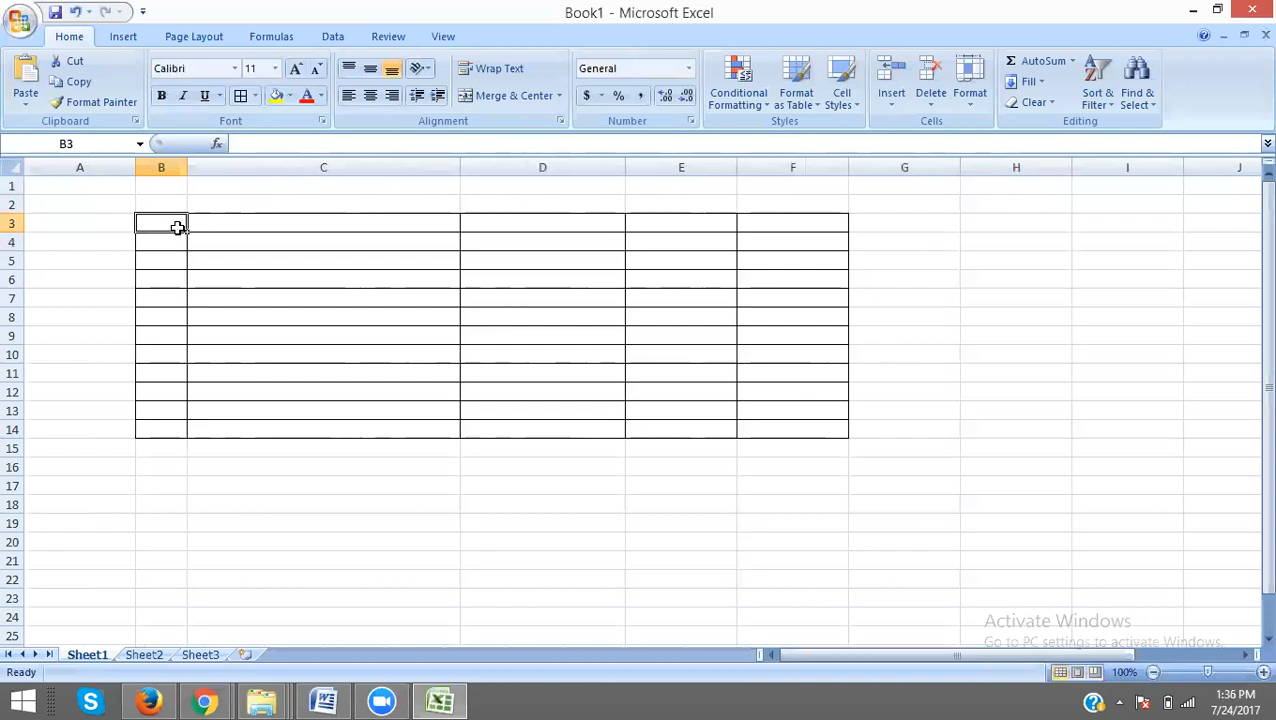 Book1 - Microsoft Excel
Home Insert Page Layout Formulas Data Review View
Paste
Cut
Copy
Format Painter
Clipboard
Calibri 11
B I U A
Font
Wrap Text
Merge & Center
Alignment
General
$ % ,
Number
Conditional Formatting
Format as Table
Cell Styles
Styles
Insert
Delete
Format
Cells
Σ AutoSum
Fill
Clear
Sort & Filter
Find & Select
Editing
B3 fx
A B C D E F G H I J
1
2
3
4
5
6
7
8
9
10
11
12
13
14
15
16
17
18
19
20
21
22
23
24
25
Activate Windows
Go to PC settings to activate Windows.
Sheet1 Sheet2 Sheet3
Ready 100%
1:36 PM
7/24/2017